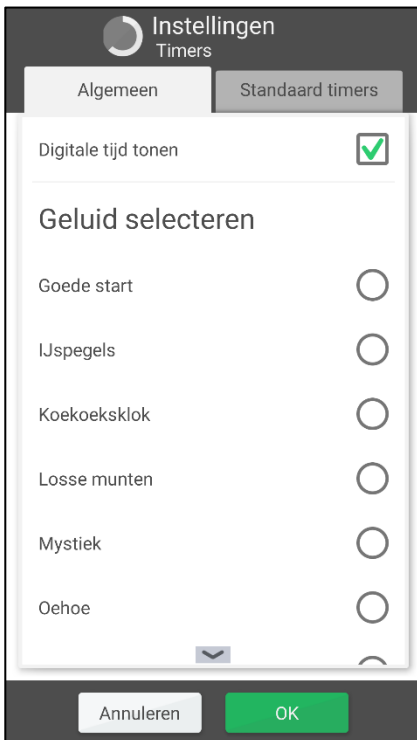 Instellingen
Timers
Algemeen
Standaard timers
Digitale tijd tonen
Geluid selecteren
Goede start
IJspegels
Koekoeksklok
Losse munten
Mystiek
Oehoe
Annuleren
OK